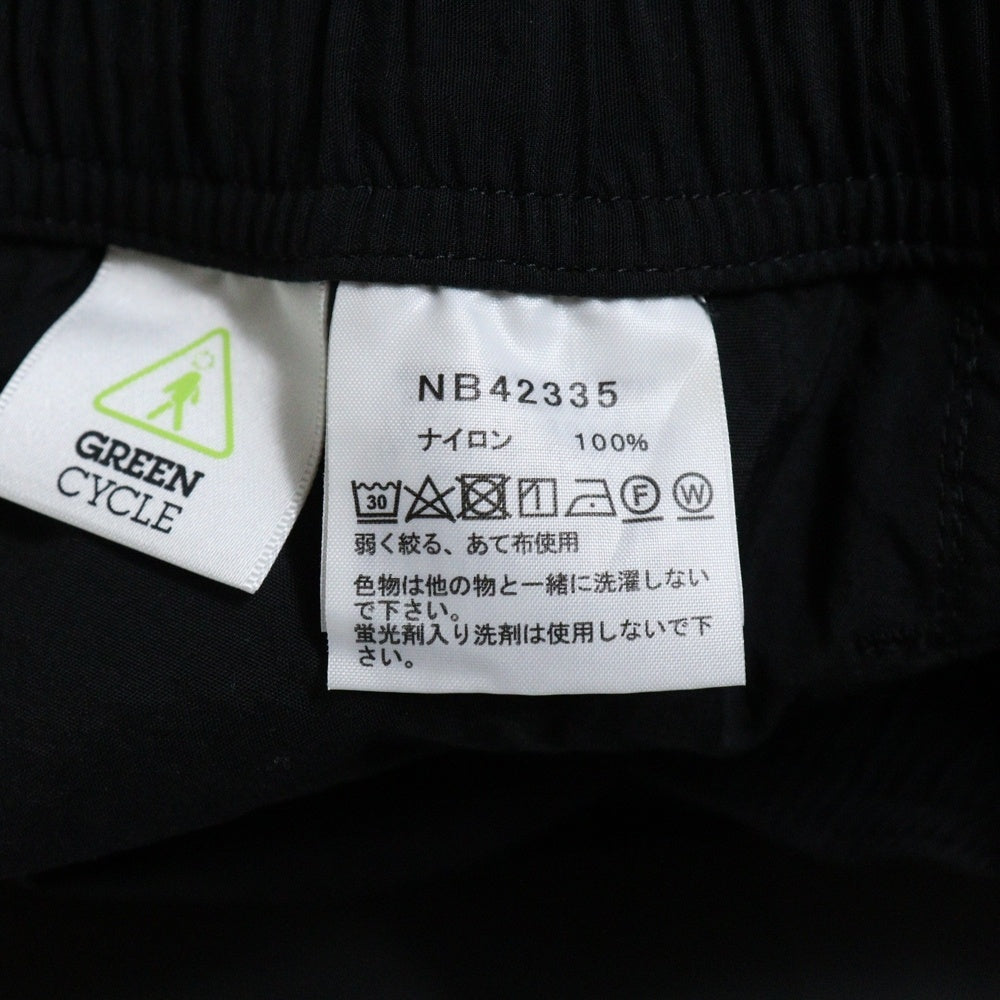 GREEN
CYCLE
NB42335
ナイロン 100%
30 F W
弱く絞る、あて布使用
色物は他の物と一緒に洗濯しない
で下さい。
蛍光剤入り洗剤は使用しないで下
さい。